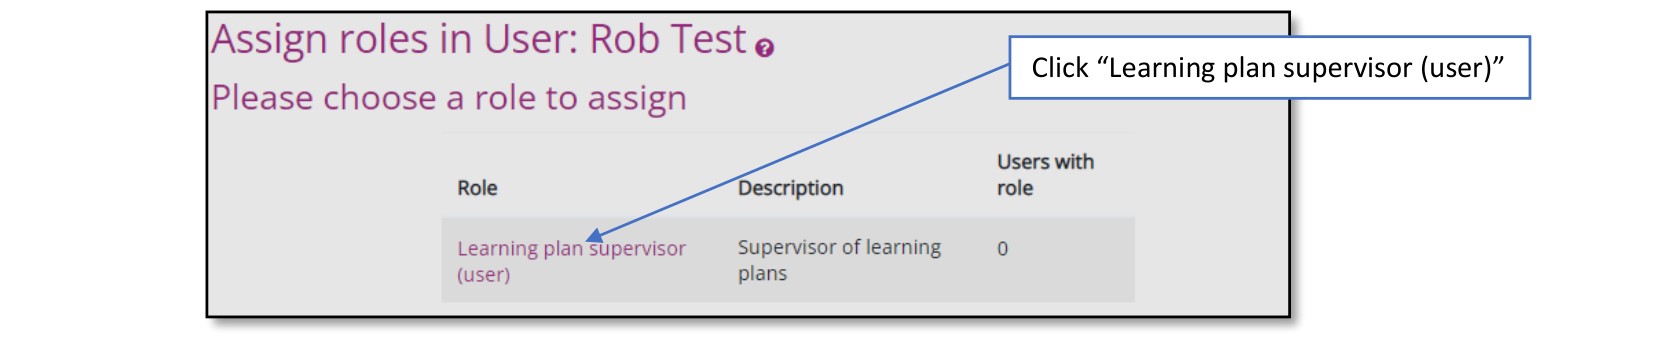 Assign roles in User: Rob Test ?
Click “Learning plan supervisor (user)”
Please choose a role to assign
Users with
role
Role
Description
Learning plan supervisor
(user)
Supervisor of learning
plans
0